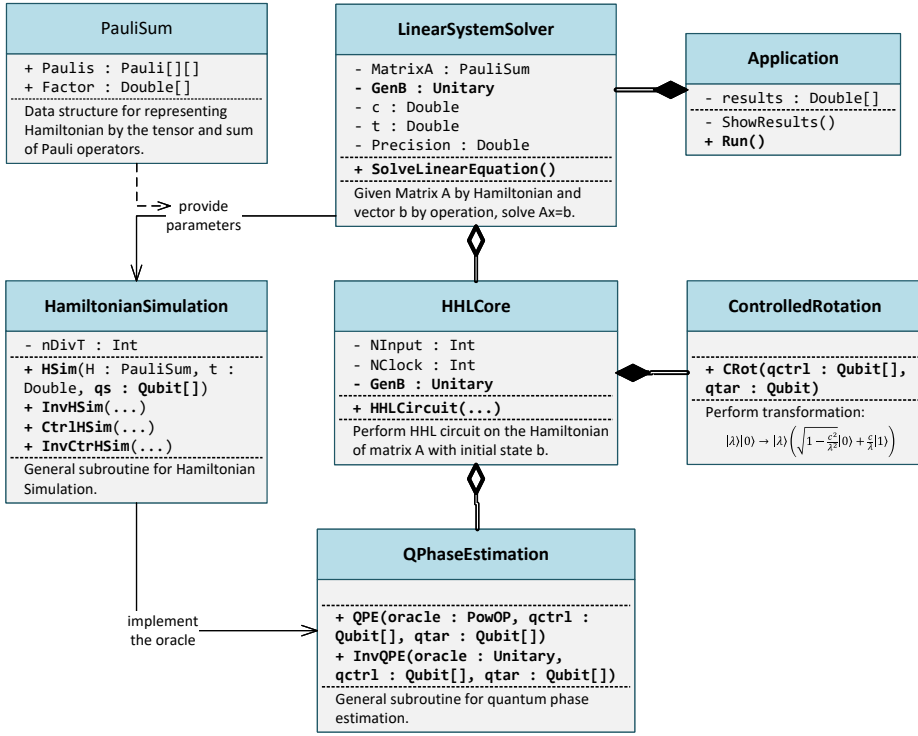 PauliSum
+ Paulis : Pauli[][]
+ Factor : Double[]
Data structure for representing
Hamiltonian by the tensor and sum
of Pauli operators.
LinearSystemSolver
- MatrixA : PauliSum
- GenB : Unitary
- c : Double
- t : Double
- Precision : Double
+ SolveLinearEquation()
Given Matrix A by Hamiltonian and
vector b by operation, solve Ax=b.
Application
- results : Double[]
- ShowResults()
+ Run()
provide
parameters
HamiltonianSimulation
- nDivT : Int
+ HSim(H : PauliSum, t :
Double, qs : Qubit[])
+ InvHSim(...)
+ CtrlHSim(...)
+ InvCtrHSim(...)
General subroutine for Hamiltonian
Simulation.
HHLCore
- NInput : Int
- NClock : Int
- GenB : Unitary
+ HHLCircuit(...)
Perform HHL circuit on the Hamiltonian
of matrix A with initial state b.
ControlledRotation
+ CRot(qctrl : Qubit[],
qtar : Qubit)
Perform transformation:
|λ⟩|0⟩ → |λ⟩(√(1 − c²/λ²)|0⟩ + c/λ|1⟩)
implement
the oracle
QPhaseEstimation
+ QPE(oracle : PowOP, qctrl :
Qubit[], qtar : Qubit[])
+ InvQPE(oracle : Unitary,
qctrl : Qubit[], qtar : Qubit[])
General subroutine for quantum phase
estimation.